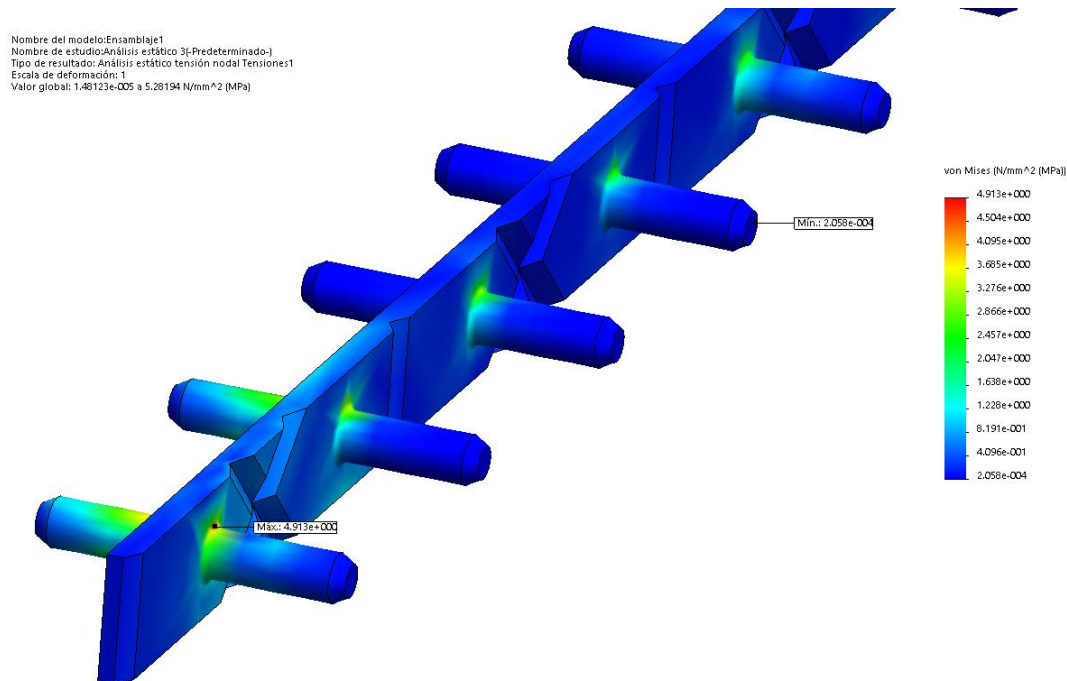 Nombre del modelo:Ensamblaje1
Nombre de estudio:Análisis estático 3(-Predeterminado-)
Tipo de resultado: Análisis estático tensión nodal Tensiones1
Escala de deformación: 1
Valor global: 1.48123e-005 a 5.28194 N/mm^2 (MPa)
von Mises (N/mm^2 (MPa))
4.913e+000
4.504e+000
4.095e+000
3.685e+000
3.276e+000
2.866e+000
2.457e+000
2.047e+000
1.638e+000
1.228e+000
8.191e-001
4.096e-001
2.058e-004
Mín.: 2.058e-004
Máx.: 4.913e+000